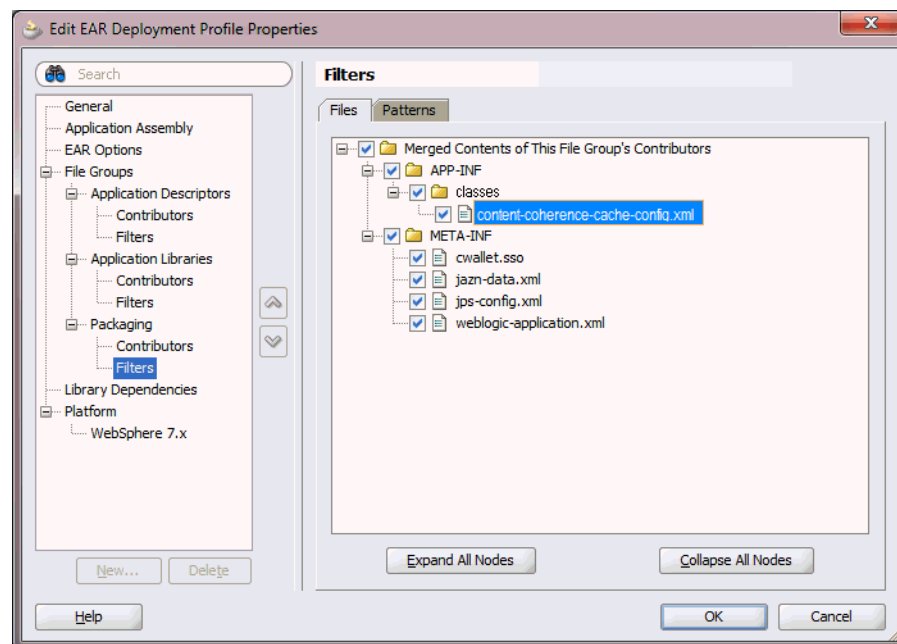 Edit EAR Deployment Profile Properties
x
Search
General
Application Assembly
EAR Options
File Groups
Application Descriptors
Contributors
Filters
Application Libraries
Contributors
Filters
Packaging
Contributors
Filters
Library Dependencies
Platform
WebSphere 7.x
New...
Delete
Filters
Files
Patterns
Merged Contents of This File Group's Contributors
APP-INF
classes
content-coherence-cache-config.xml
META-INF
cwallet.sso
jazn-data.xml
jps-config.xml
weblogic-application.xml
Expand All Nodes
Collapse All Nodes
Help
OK
Cancel